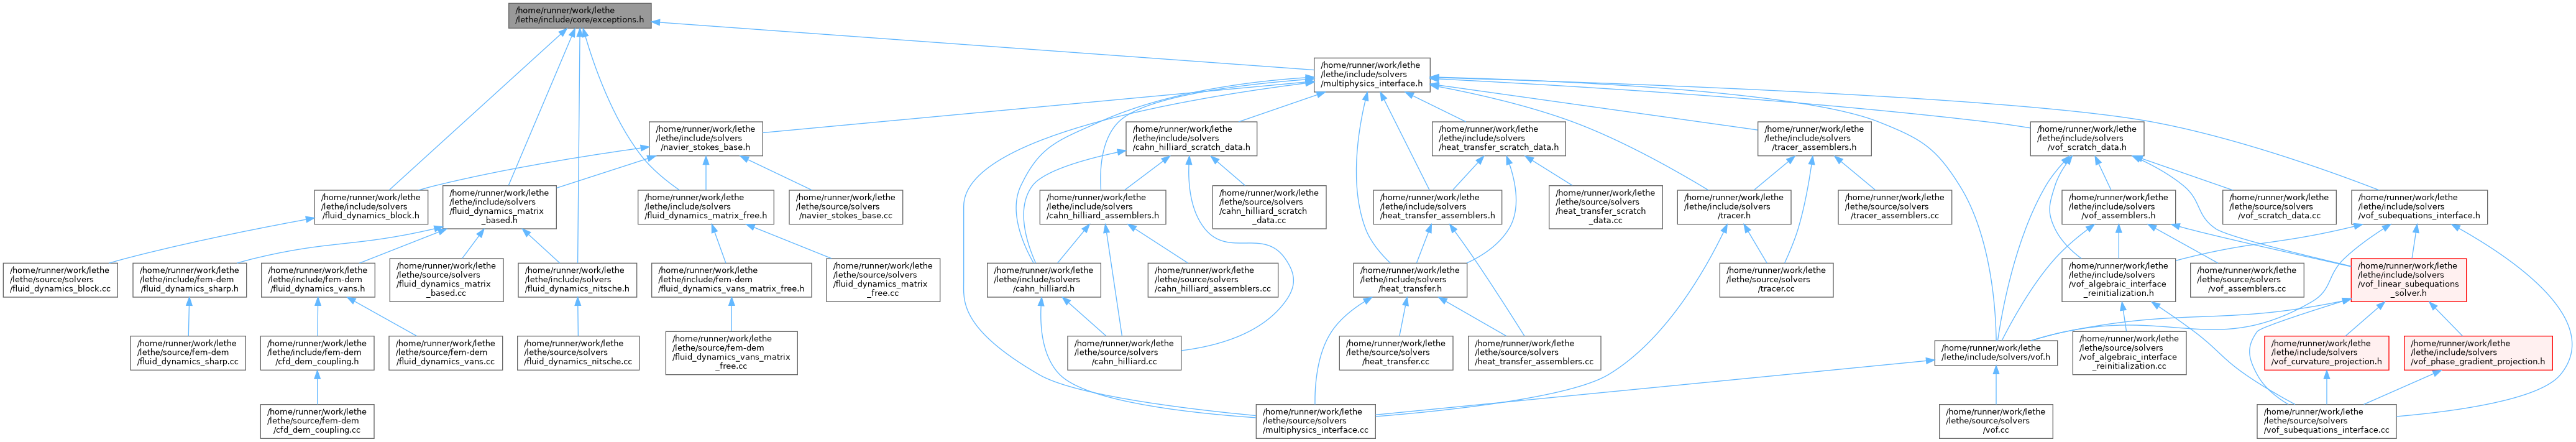 /home/runner/work/lethe
/lethe/include/core/exceptions.h
/home/runner/work/lethe
/lethe/include/solvers
/multiphysics_interface.h
/home/runner/work/lethe
/lethe/include/solvers
/navier_stokes_base.h
/home/runner/work/lethe
/lethe/include/solvers
/cahn_hilliard_scratch_data.h
/home/runner/work/lethe
/lethe/include/solvers
/heat_transfer_scratch_data.h
/home/runner/work/lethe
/lethe/include/solvers
/tracer_assemblers.h
/home/runner/work/lethe
/lethe/include/solvers
/vof_scratch_data.h
/home/runner/work/lethe
/lethe/include/solvers
/fluid_dynamics_block.h
/home/runner/work/lethe
/lethe/include/solvers
/fluid_dynamics_matrix
_based.h
/home/runner/work/lethe
/lethe/include/solvers
/fluid_dynamics_matrix_free.h
/home/runner/work/lethe
/lethe/source/solvers
/navier_stokes_base.cc
/home/runner/work/lethe
/lethe/include/solvers
/cahn_hilliard_assemblers.h
/home/runner/work/lethe
/lethe/source/solvers
/cahn_hilliard_scratch
_data.cc
/home/runner/work/lethe
/lethe/include/solvers
/heat_transfer_assemblers.h
/home/runner/work/lethe
/lethe/source/solvers
/heat_transfer_scratch
_data.cc
/home/runner/work/lethe
/lethe/include/solvers
/tracer.h
/home/runner/work/lethe
/lethe/source/solvers
/tracer_assemblers.cc
/home/runner/work/lethe
/lethe/include/solvers
/vof_assemblers.h
/home/runner/work/lethe
/lethe/source/solvers
/vof_scratch_data.cc
/home/runner/work/lethe
/lethe/include/solvers
/vof_subequations_interface.h
/home/runner/work/lethe
/lethe/source/solvers
/fluid_dynamics_block.cc
/home/runner/work/lethe
/lethe/include/fem-dem
/fluid_dynamics_sharp.h
/home/runner/work/lethe
/lethe/include/fem-dem
/fluid_dynamics_vans.h
/home/runner/work/lethe
/lethe/source/solvers
/fluid_dynamics_matrix
_based.cc
/home/runner/work/lethe
/lethe/include/solvers
/fluid_dynamics_nitsche.h
/home/runner/work/lethe
/lethe/include/fem-dem
/fluid_dynamics_vans_matrix_free.h
/home/runner/work/lethe
/lethe/source/solvers
/fluid_dynamics_matrix
_free.cc
/home/runner/work/lethe
/lethe/include/solvers
/cahn_hilliard.h
/home/runner/work/lethe
/lethe/source/solvers
/cahn_hilliard_assemblers.cc
/home/runner/work/lethe
/lethe/include/solvers
/heat_transfer.h
/home/runner/work/lethe
/lethe/source/solvers
/tracer.cc
/home/runner/work/lethe
/lethe/include/solvers
/vof_algebraic_interface
_reinitialization.h
/home/runner/work/lethe
/lethe/source/solvers
/vof_assemblers.cc
/home/runner/work/lethe
/lethe/include/solvers
/vof_linear_subequations
_solver.h
/home/runner/work/lethe
/lethe/source/fem-dem
/fluid_dynamics_sharp.cc
/home/runner/work/lethe
/lethe/include/fem-dem
/cfd_dem_coupling.h
/home/runner/work/lethe
/lethe/source/fem-dem
/fluid_dynamics_vans.cc
/home/runner/work/lethe
/lethe/source/solvers
/fluid_dynamics_nitsche.cc
/home/runner/work/lethe
/lethe/source/fem-dem
/fluid_dynamics_vans_matrix
_free.cc
/home/runner/work/lethe
/lethe/source/solvers
/cahn_hilliard.cc
/home/runner/work/lethe
/lethe/source/solvers
/heat_transfer.cc
/home/runner/work/lethe
/lethe/source/solvers
/heat_transfer_assemblers.cc
/home/runner/work/lethe
/lethe/include/solvers/vof.h
/home/runner/work/lethe
/lethe/source/solvers
/vof_algebraic_interface
_reinitialization.cc
/home/runner/work/lethe
/lethe/include/solvers
/vof_curvature_projection.h
/home/runner/work/lethe
/lethe/include/solvers
/vof_phase_gradient_projection.h
/home/runner/work/lethe
/lethe/source/fem-dem
/cfd_dem_coupling.cc
/home/runner/work/lethe
/lethe/source/solvers
/multiphysics_interface.cc
/home/runner/work/lethe
/lethe/source/solvers
/vof.cc
/home/runner/work/lethe
/lethe/source/solvers
/vof_subequations_interface.cc